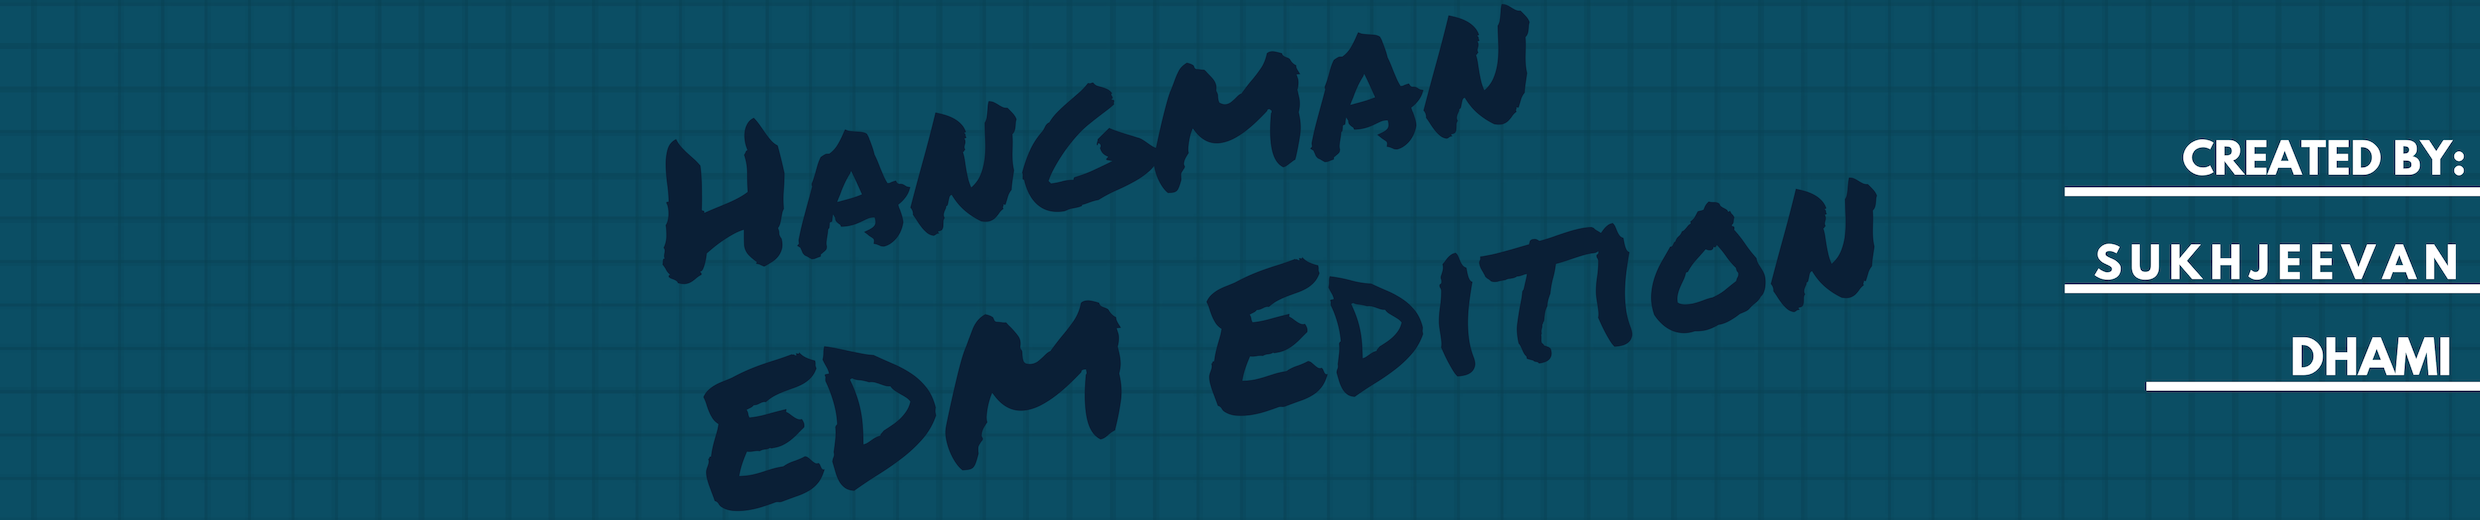 HANGMAN
EDM EDITION
CREATED BY:
SUKHJEEVAN
DHAMI